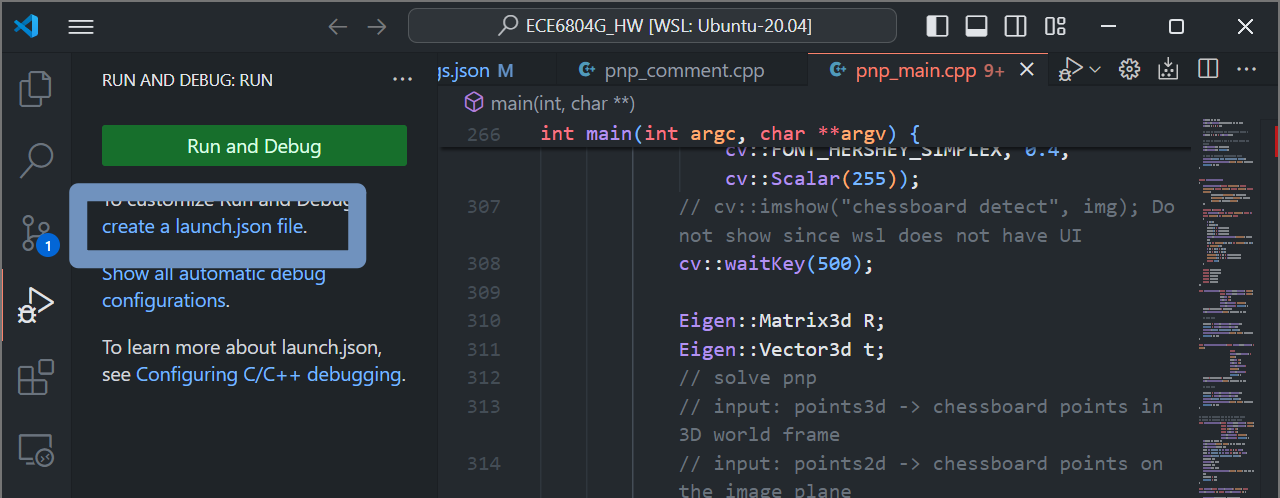 ECE6804G_HW [WSL: Ubuntu-20.04]
RUN AND DEBUG: RUN
Run and Debug
To customize Run and Debug
create a launch.json file.
Show all automatic debug
configurations.
To learn more about launch.json,
see Configuring C/C++ debugging.
1
gs.json M
pnp_comment.cpp
pnp_main.cpp 9+
main(int, char **)
266 int main(int argc, char **argv) {
cv::FONT_HERSHEY_SIMPLEX, 0.4,
cv::Scalar(255));
307 // cv::imshow("chessboard detect", img); Do
not show since wsl does not have UI
308 cv::waitKey(500);
309
310 Eigen::Matrix3d R;
311 Eigen::Vector3d t;
312 // solve pnp
313 // input: points3d -> chessboard points in
3D world frame
314 // input: points2d -> chessboard points on
the image plane